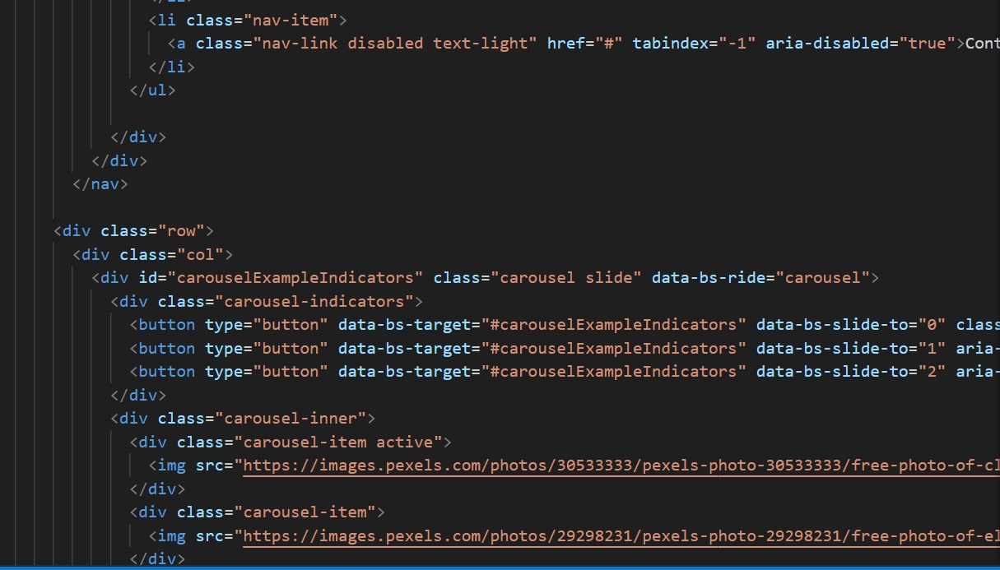 <li class="nav-item">
<a class="nav-link disabled text-light" href="#" tabindex="-1" aria-disabled="true">Cont
</li>
</ul>
</div>
</div>
</nav>
<div class="row">
<div class="col">
<div id="carouselExampleIndicators" class="carousel slide" data-bs-ride="carousel">
<div class="carousel-indicators">
<button type="button" data-bs-target="#carouselExampleIndicators" data-bs-slide-to="0" class
<button type="button" data-bs-target="#carouselExampleIndicators" data-bs-slide-to="1" aria-
<button type="button" data-bs-target="#carouselExampleIndicators" data-bs-slide-to="2" aria-
</div>
<div class="carousel-inner">
<div class="carousel-item active">
<img src="https://images.pexels.com/photos/30533333/pexels-photo-30533333/free-photo-of-cl
</div>
<div class="carousel-item">
<img src="https://images.pexels.com/photos/29298231/pexels-photo-29298231/free-photo-of-el
</div>